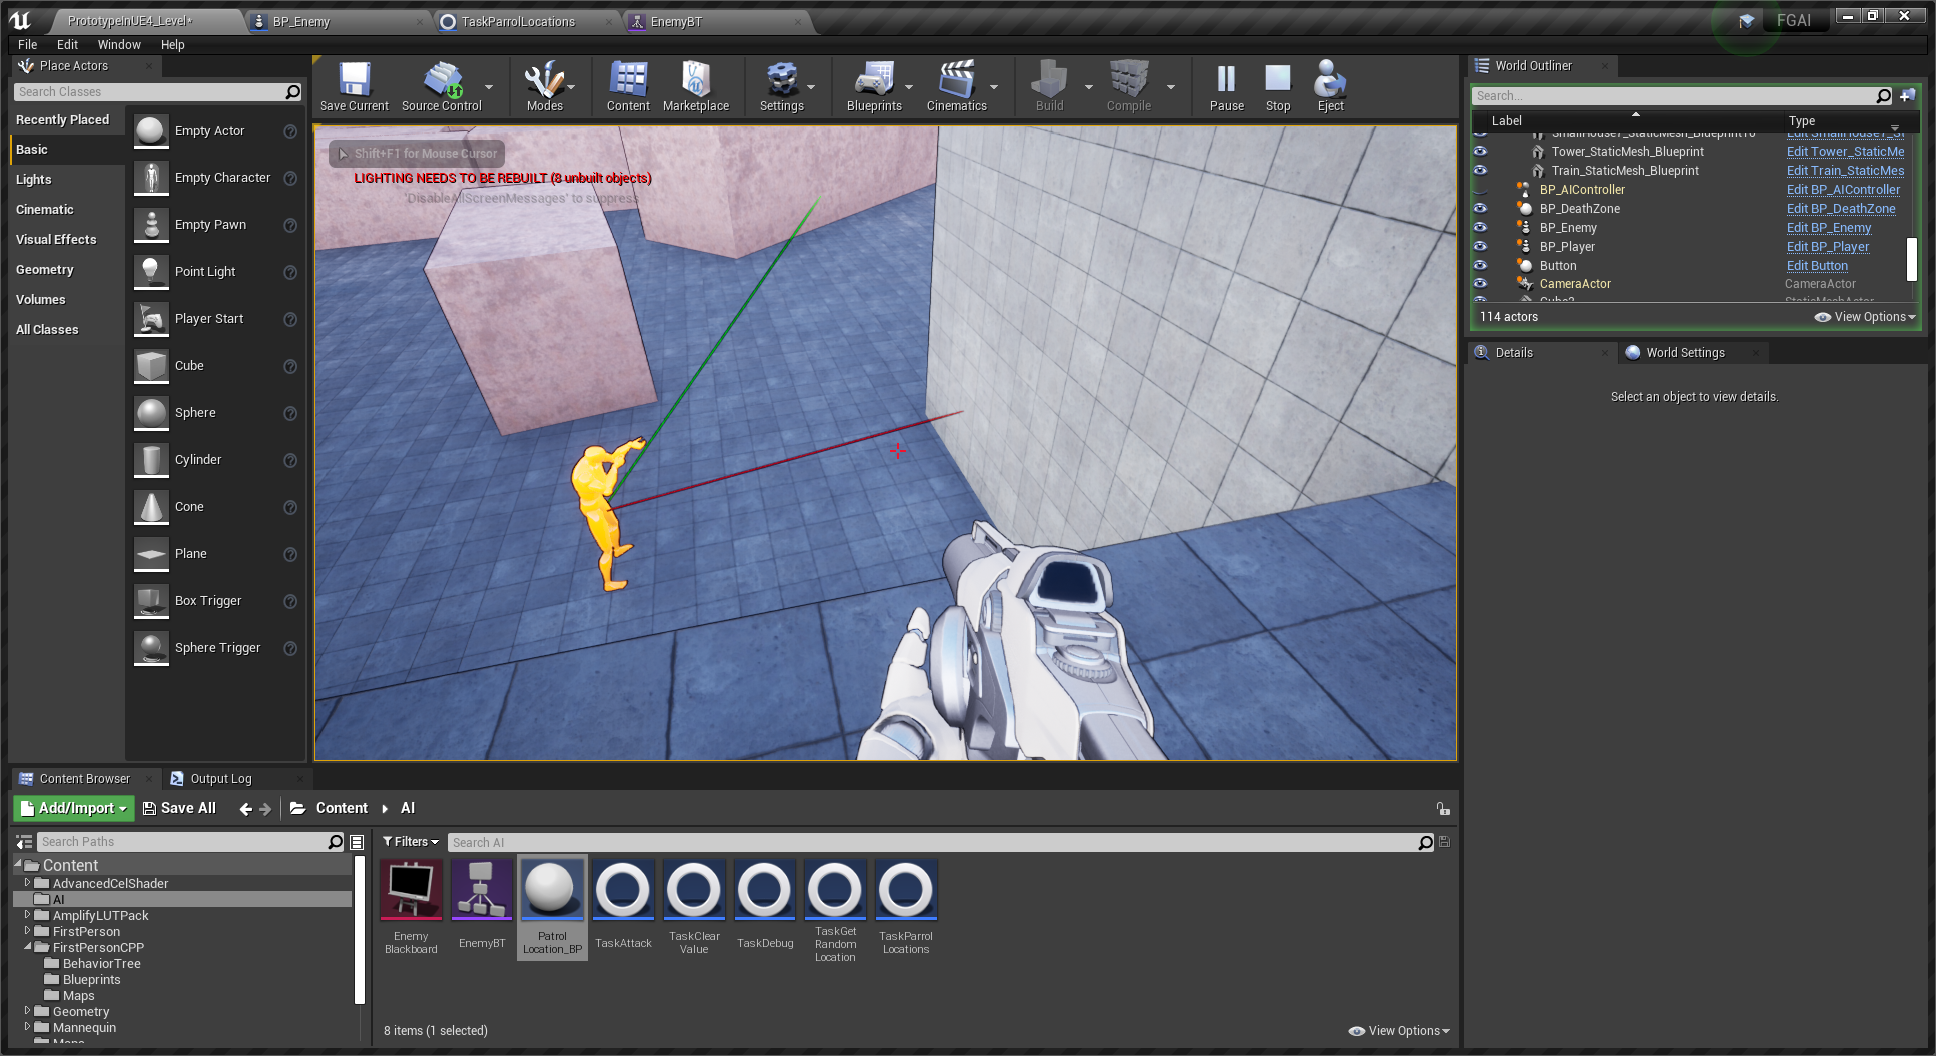 PrototypeinUE4_Level*
BP_Enemy
TaskParrolLocations
EnemyBT
FGAI
File
Edit
Window
Help
Place Actors
Search Classes
Recently Placed
Basic
Lights
Cinematic
Visual Effects
Geometry
Volumes
All Classes
Empty Actor
Empty Character
Empty Pawn
Point Light
Player Start
Cube
Sphere
Cylinder
Cone
Plane
Box Trigger
Sphere Trigger
Save Current
Source Control
Modes
Content
Marketplace
Settings
Blueprints
Cinematics
Build
Compile
Pause
Stop
Eject
Shift+F1 for Mouse Cursor
LIGHTING NEEDS TO BE REBUILT (8 unbuilt objects)
'DisableAllScreenMessages' to suppress
World Outliner
Search...
Label
Type
Tower_StaticMesh_Blueprint
Edit Tower_StaticMe
Train_StaticMesh_Blueprint
Edit Train_StaticMes
BP_AIController
Edit BP_AIController
BP_DeathZone
Edit BP_DeathZone
BP_Enemy
Edit BP_Enemy
BP_Player
Edit BP_Player
Button
Edit Button
CameraActor
CameraActor
114 actors
View Options
Details
World Settings
Select an object to view details.
Content Browser
Output Log
Add/Import
Save All
Content
AI
Search Paths
Content
AdvancedCelShader
AI
AmplifyLUTPack
FirstPerson
FirstPersonCPP
BehaviorTree
Blueprints
Maps
Geometry
Mannequin
Filters
Search AI
Enemy
Blackboard
EnemyBT
Patrol
Location_BP
TaskAttack
TaskClear
Value
TaskDebug
TaskGet
Random
Location
TaskParrol
Locations
8 items (1 selected)
View Options